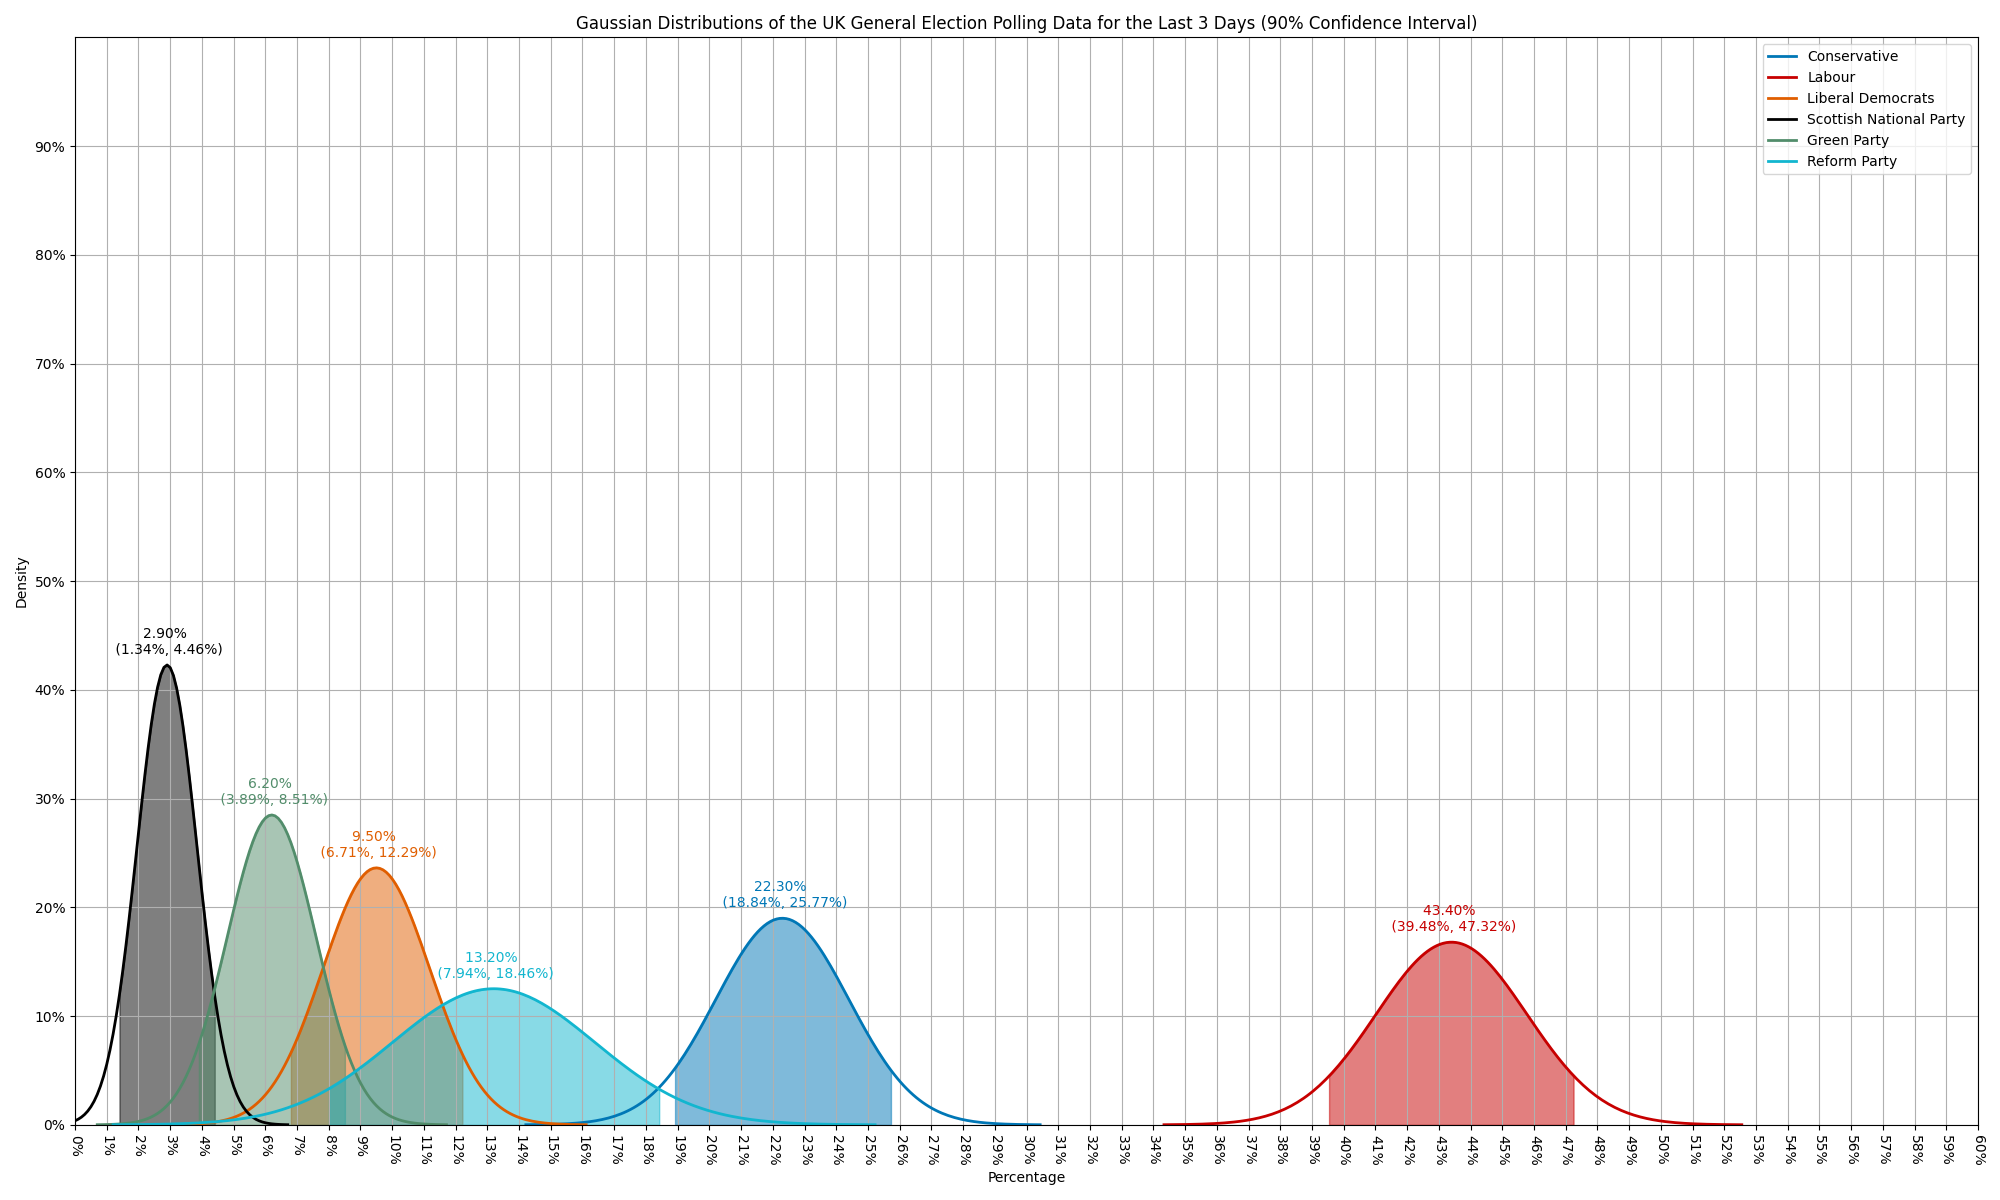 Gaussian Distributions of the UK General Election Polling Data for the Last 3 Days (90% Confidence Interval)
Conservative
Labour
Liberal Democrats
Scottish National Party
Green Party
Reform Party
90%
80%
70%
60%
50%
40%
30%
20%
10%
0%
Density
2.90%
(1.34%, 4.46%)
6.20%
(3.89%, 8.51%)
9.50%
(6.71%, 12.29%)
13.20%
(7.94%, 18.46%)
22.30%
(18.84%, 25.77%)
43.40%
(39.48%, 47.32%)
0% 1% 2% 3% 4% 5% 6% 7% 8% 9% 10% 11% 12% 13% 14% 15% 16% 17% 18% 19% 20% 21% 22% 23% 24% 25% 26% 27% 28% 29% 30% 31% 32% 33% 34% 35% 36% 37% 38% 39% 40% 41% 42% 43% 44% 45% 46% 47% 48% 49% 50% 51% 52% 53% 54% 55% 56% 57% 58% 59% 60%
Percentage